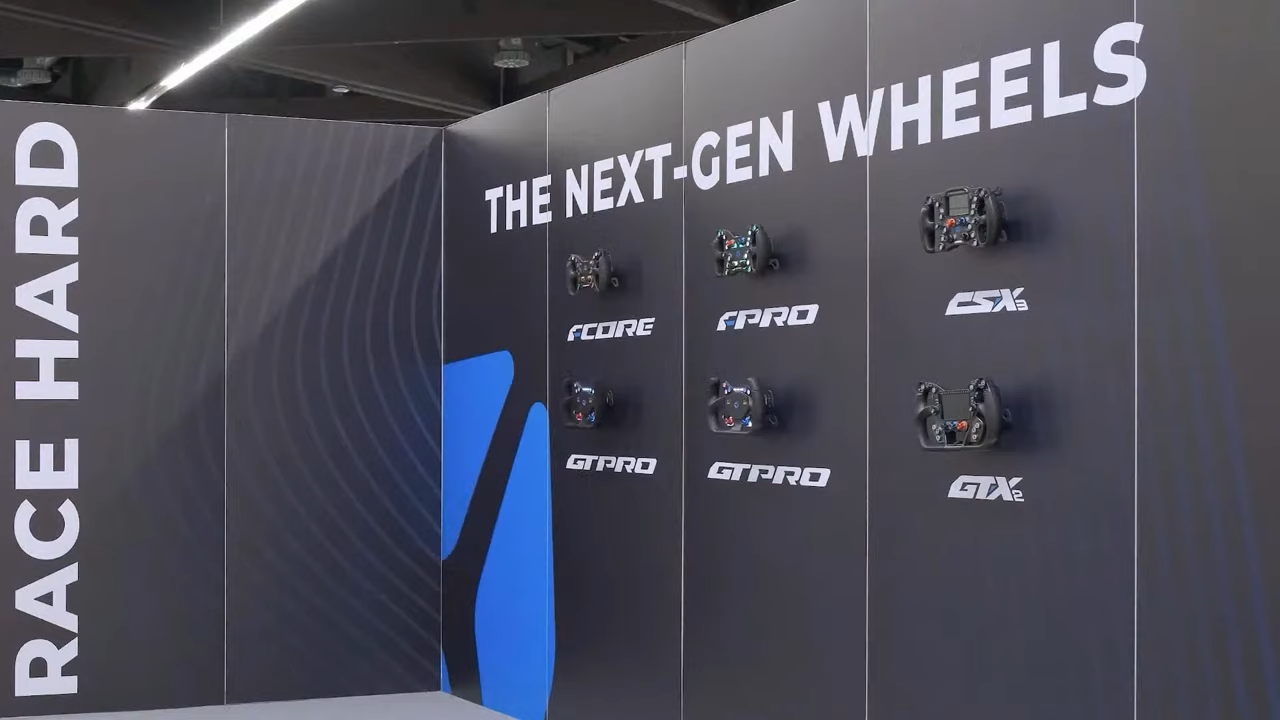 RACE HARD
THE NEXT-GEN WHEELS
FCORE
FPRO
CSX3
GTPRO
GTPRO
GTX2